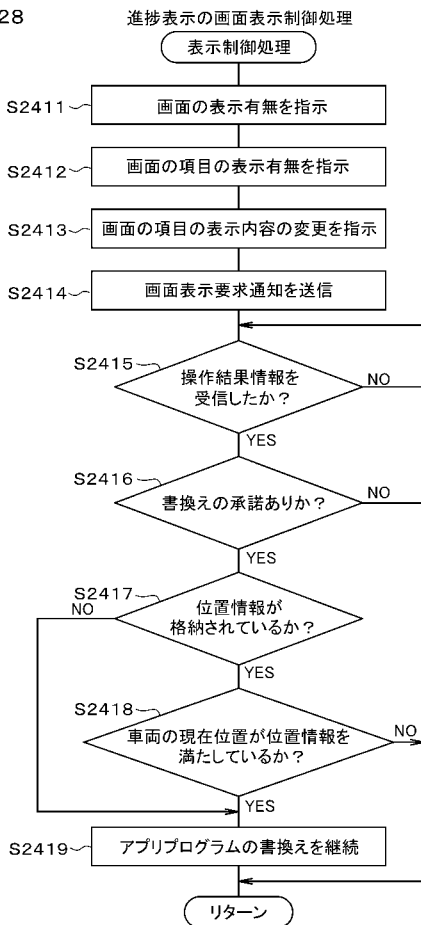 28
進捗表示の画面表示制御処理
表示制御処理
S2411
画面の表示有無を指示
S2412
画面の項目の表示有無を指示
S2413
画面の項目の表示内容の変更を指示
S2414
画面表示要求通知を送信
S2415
操作結果情報を
受信したか？
NO
YES
S2416
書換えの承諾ありか？
NO
YES
S2417
NO
位置情報が
格納されているか？
YES
S2418
車両の現在位置が位置情報を
満たしているか？
NO
YES
S2419
アプリプログラムの書換えを継続
リターン